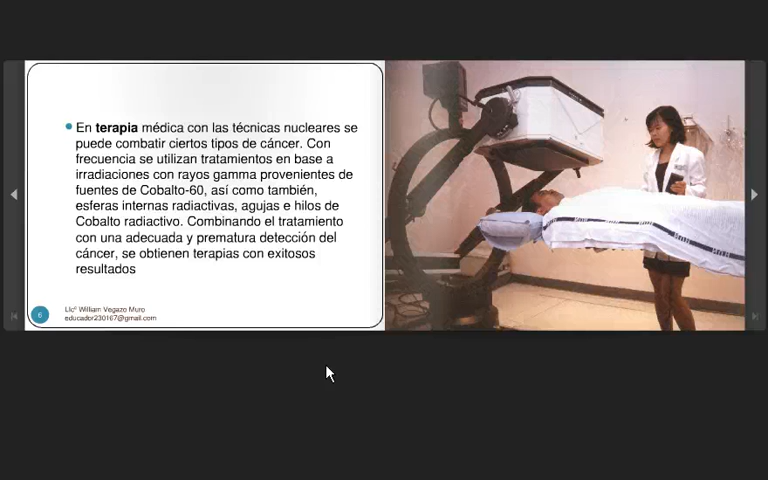 En terapia médica con las técnicas nucleares se
puede combatir ciertos tipos de cáncer. Con
frecuencia se utilizan tratamientos en base a
irradiaciones con rayos gamma provenientes de
fuentes de Cobalto-60, así como también,
esferas internas radiactivas, agujas e hilos de
Cobalto radiactivo. Combinando el tratamiento
con una adecuada y prematura detección del
cáncer, se obtienen terapias con exitosos
resultados
6
Llcº William Vegazo Muro
educador230167@gmail.com